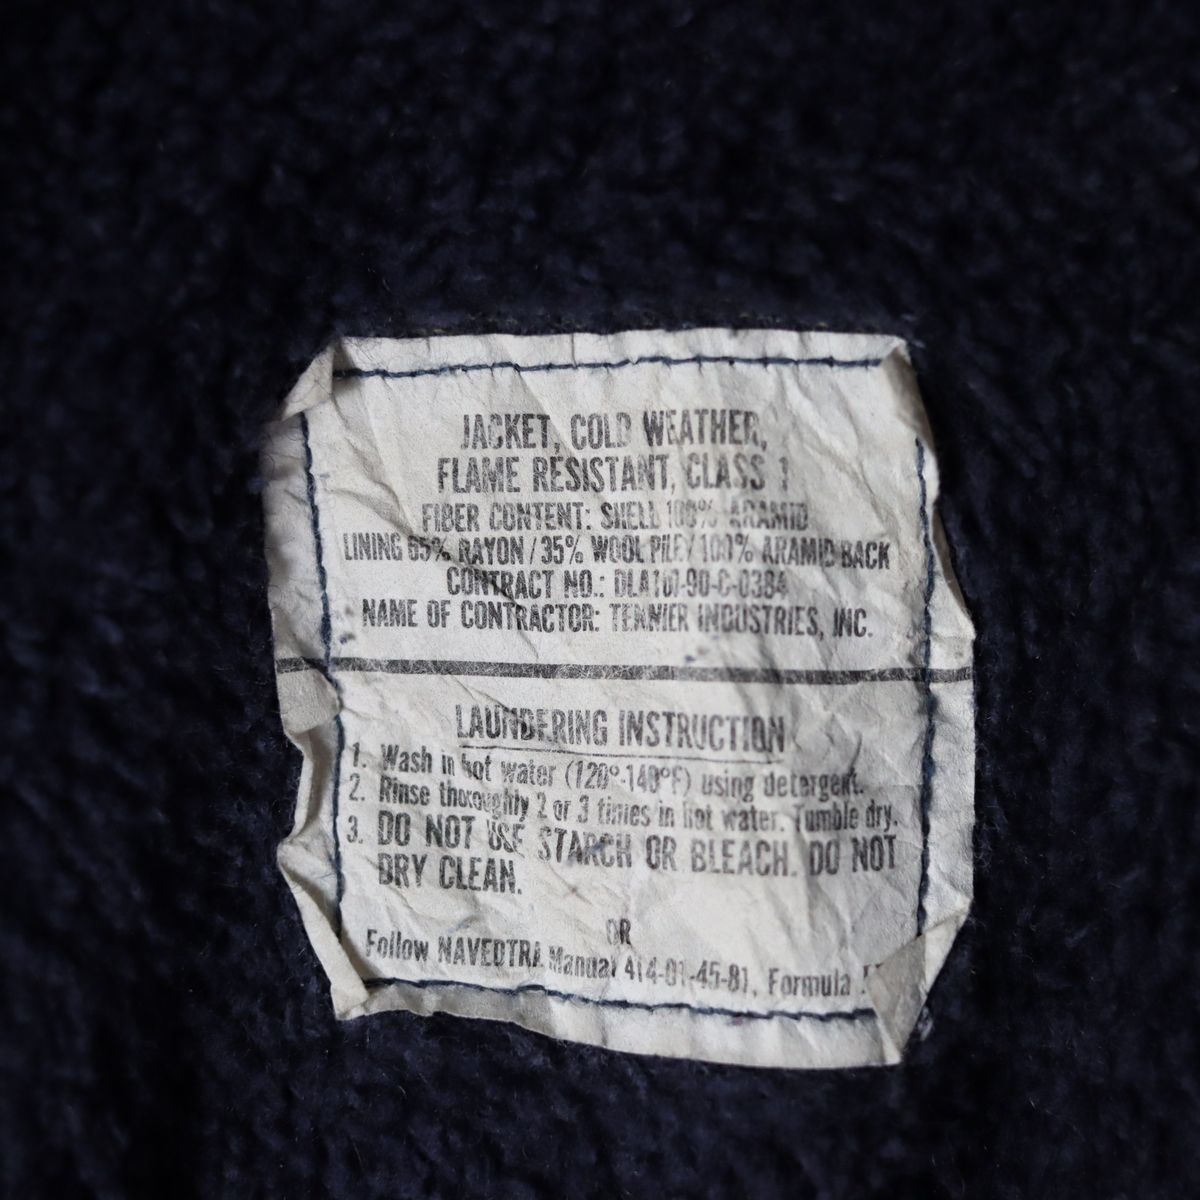 JACKET, COLD WEATHER,
FLAME RESISTANT, CLASS 1
FIBER CONTENT: SHELL 100% ARAMID
LINING 65% RAYON / 35% WOOL PILE / 100% ARAMID BACK
CONTRACT NO.: DLA100-90-C-0384
NAME OF CONTRACTOR: TENNIER INDUSTRIES, INC.
LAUNDERING INSTRUCTION
1. Wash in hot water (120°-140°F) using detergent.
2. Rinse thoroughly 2 or 3 times in hot water. Tumble dry.
3. DO NOT USE STARCH OR BLEACH. DO NOT
DRY CLEAN.
OR
Follow NAVEDTRA Manual 414-01-45-81, Formula